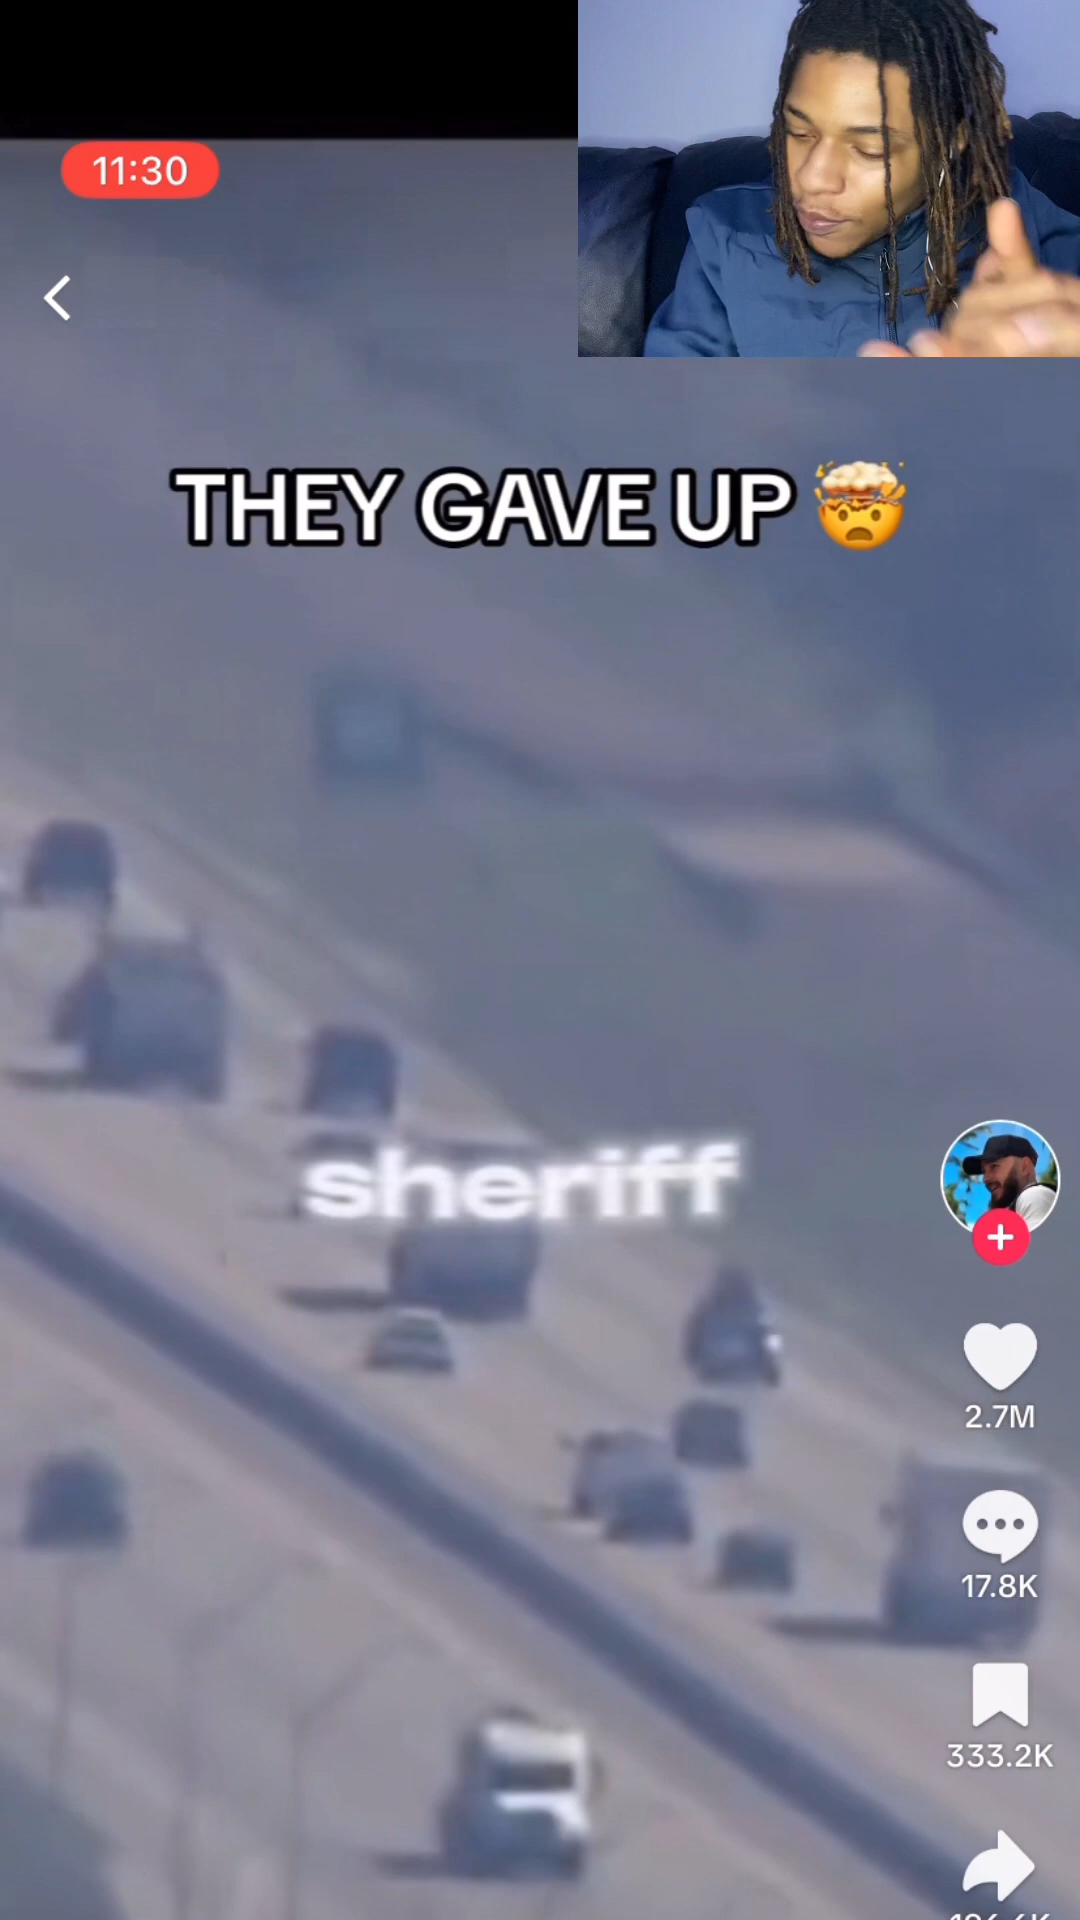 11:30
THEY GAVE UP 🤯
sheriff
2.7M
17.8K
333.2K